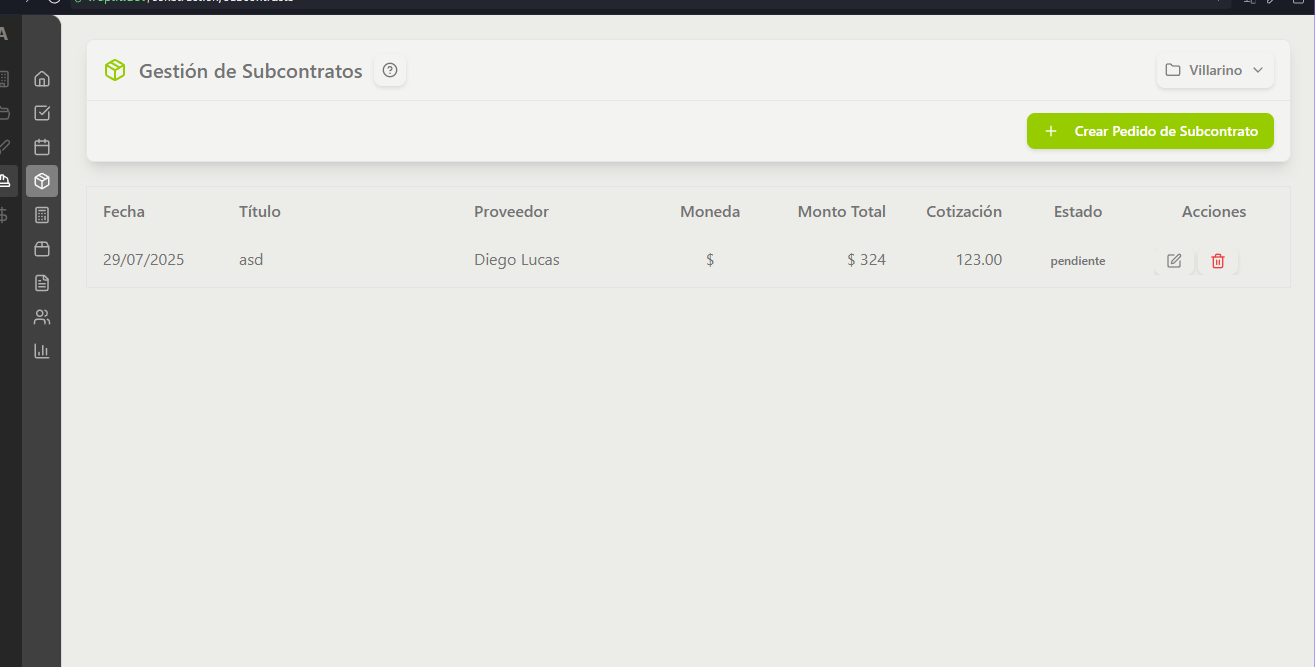 Gestión de Subcontratos
Villarino
+ Crear Pedido de Subcontrato
Fecha Título Proveedor Moneda Monto Total Cotización Estado Acciones
29/07/2025 asd Diego Lucas $ $ 324 123.00 pendiente